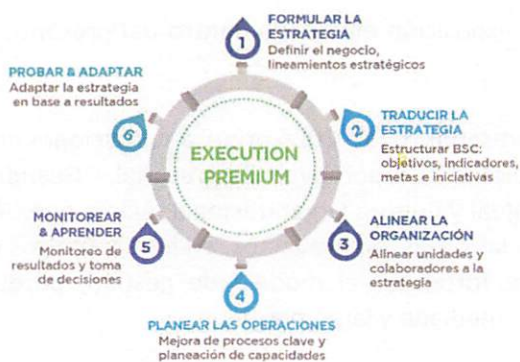 1
FORMULAR LA
ESTRATEGIA
Definir el negocio,
lineamientos estratégicos
2
TRADUCIR LA
ESTRATEGIA
Estructurar BSC:
objetivos, indicadores,
metas e iniciativas
3
ALINEAR LA
ORGANIZACIÓN
Alinear unidades y
colaboradores a la
estrategia
4
PLANEAR LAS OPERACIONES
Mejora de procesos clave y
planeación de capacidades
5
MONITOREAR
& APRENDER
Monitoreo de
resultados y toma
de decisiones
6
PROBAR & ADAPTAR
Adaptar la estrategia
en base a resultados
EXECUTION
PREMIUM